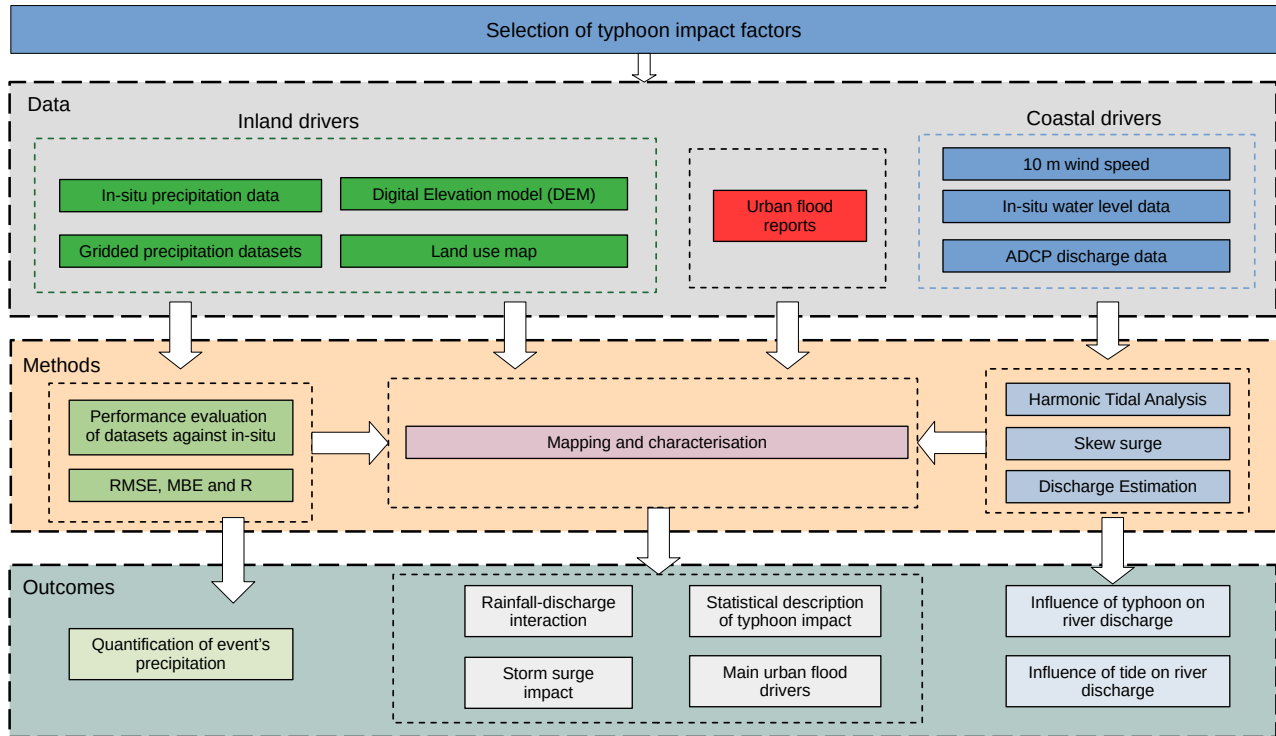 Selection of typhoon impact factors
Data
Inland drivers
Coastal drivers
In-situ precipitation data
Digital Elevation model (DEM)
Gridded precipitation datasets
Land use map
Urban flood
reports
10 m wind speed
In-situ water level data
ADCP discharge data
Methods
Performance evaluation
of datasets against in-situ
RMSE, MBE and R
Mapping and characterisation
Harmonic Tidal Analysis
Skew surge
Discharge Estimation
Outcomes
Quantification of event's
precipitation
Rainfall-discharge
interaction
Statistical description
of typhoon impact
Storm surge
impact
Main urban flood
drivers
Influence of typhoon on
river discharge
Influence of tide on river
discharge